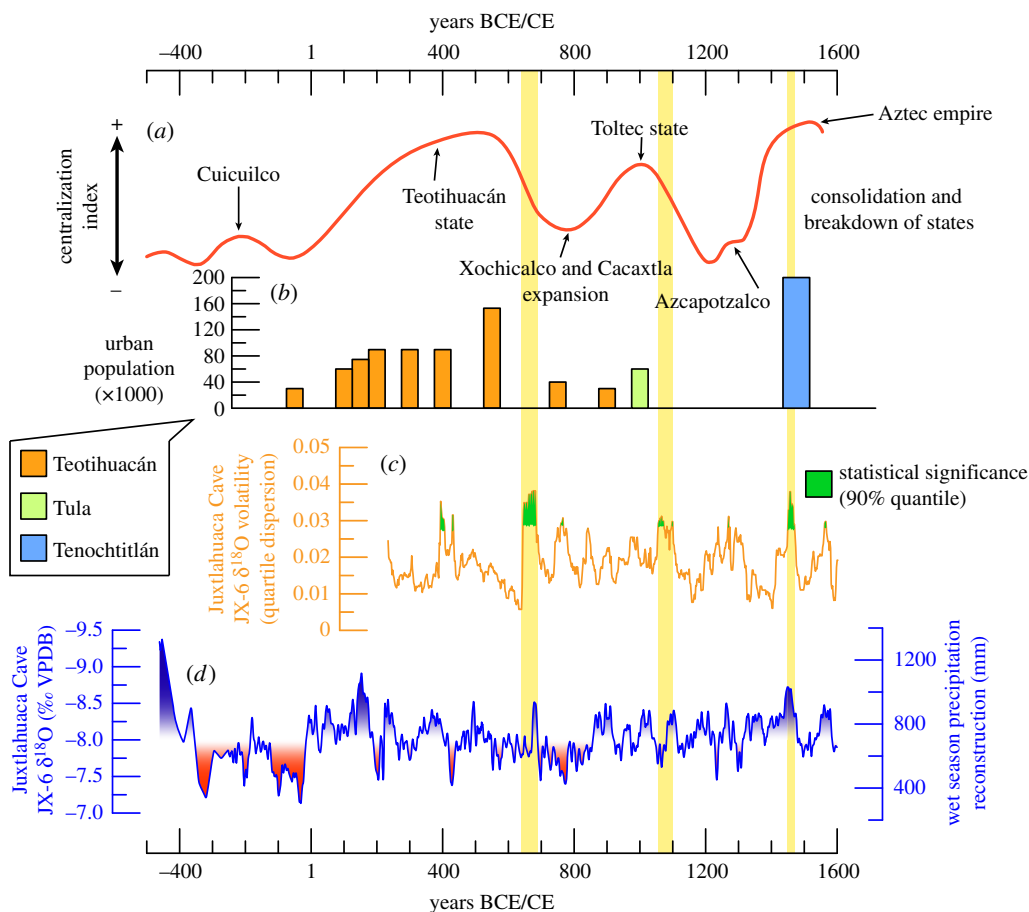 years BCE/CE
–400 1 400 800 1200 1600
(a)
+
–
centralization
index
Cuicuilco
Teotihuacán
state
Toltec state
Aztec empire
Xochicalco and Cacaxtla
expansion
Azcapotzalco
consolidation and
breakdown of states
(b)
urban
population
(×1000)
200
160
120
80
40
0
Teotihuacán
Tula
Tenochtitlán
(c)
Juxtlahuaca Cave
JX-6 δ18O volatility
(quartile dispersion)
0.05
0.04
0.03
0.02
0.01
0
statistical significance
(90% quantile)
(d)
Juxtlahuaca Cave
JX-6 δ18O (‰ VPDB)
–9.5
–9.0
–8.5
–8.0
–7.5
–7.0
1200
800
400
wet season precipitation
reconstruction (mm)
–400 1 400 800 1200 1600
years BCE/CE